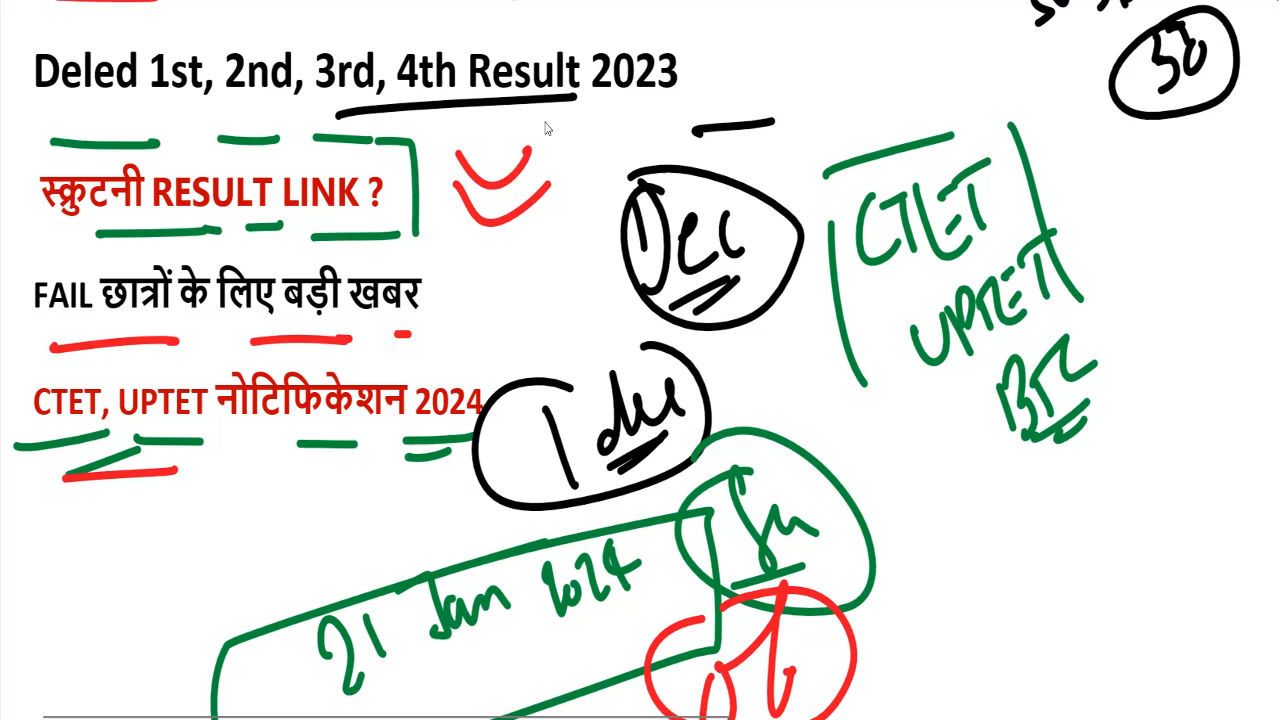 Deled 1st, 2nd, 3rd, 4th Result 2023
स्क्रुटनी RESULT LINK ?
FAIL छात्रों के लिए बड़ी खबर
CTET, UPTET नोटिफिकेशन 2024
Dec
CTET
UPTET
1 dec
21 Jan 2024